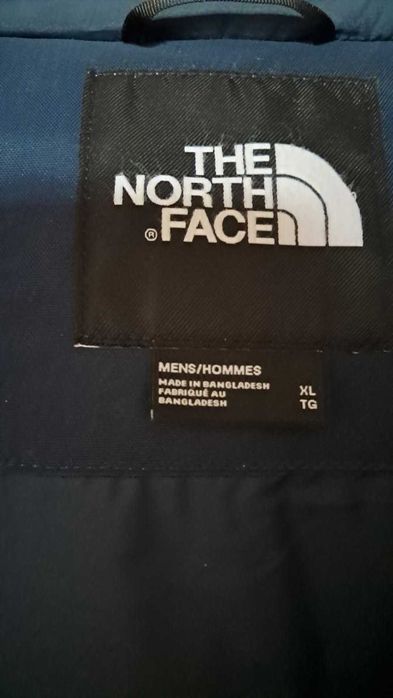 THE
NORTH
® FACE
MENS/HOMMES
MADE IN BANGLADESH XL
FABRIQUÉ AU TG
BANGLADESH